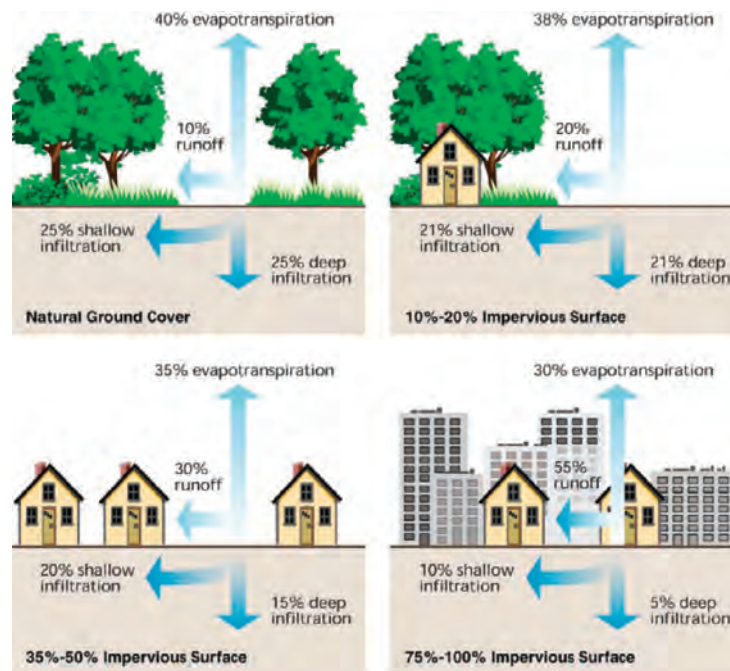 40% evapotranspiration
10%
runoff
25% shallow
infiltration
25% deep
infiltration
Natural Ground Cover
38% evapotranspiration
20%
runoff
21% shallow
infiltration
21% deep
infiltration
10%-20% Impervious Surface
35% evapotranspiration
30%
runoff
20% shallow
infiltration
15% deep
infiltration
35%-50% Impervious Surface
30% evapotranspiration
55%
runoff
10% shallow
infiltration
5% deep
infiltration
75%-100% Impervious Surface